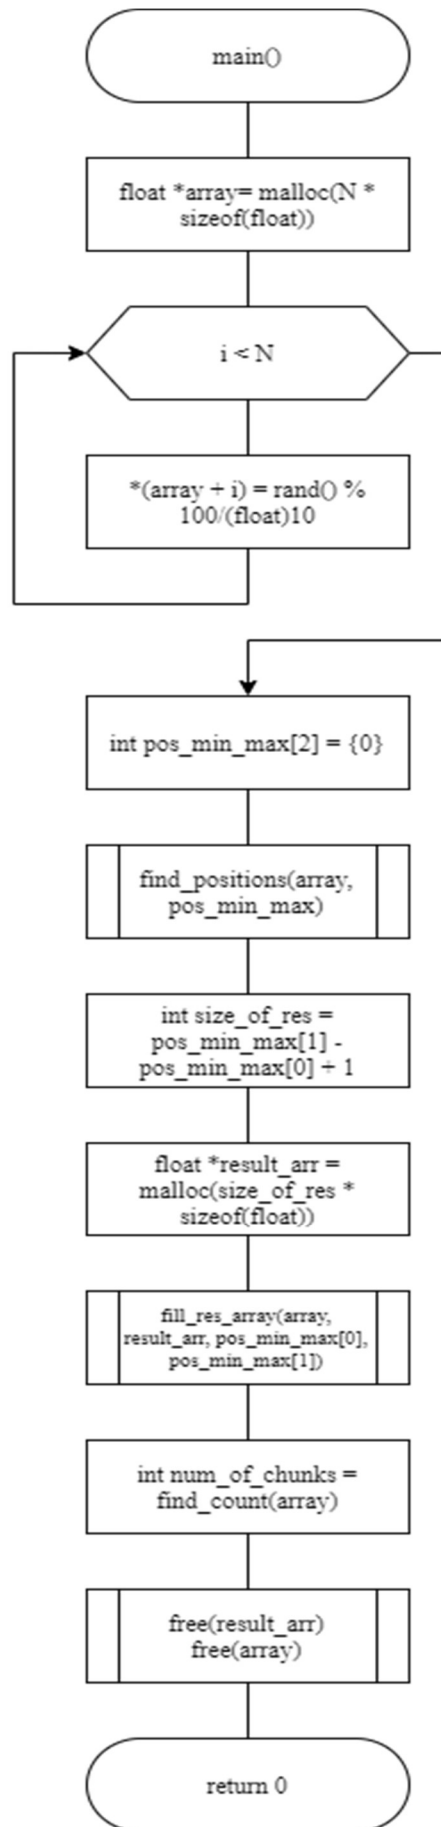 main()
float *array= malloc(N *
sizeof(float))
i < N
*(array + i) = rand() %
100/(float)10
int pos_min_max[2] = {0}
find_positions(array,
pos_min_max)
int size_of_res =
pos_min_max[1] -
pos_min_max[0] + 1
float *result_arr =
malloc(size_of_res *
sizeof(float))
fill_res_array(array,
result_arr, pos_min_max[0],
pos_min_max[1])
int num_of_chunks =
find_count(array)
free(result_arr)
free(array)
return 0